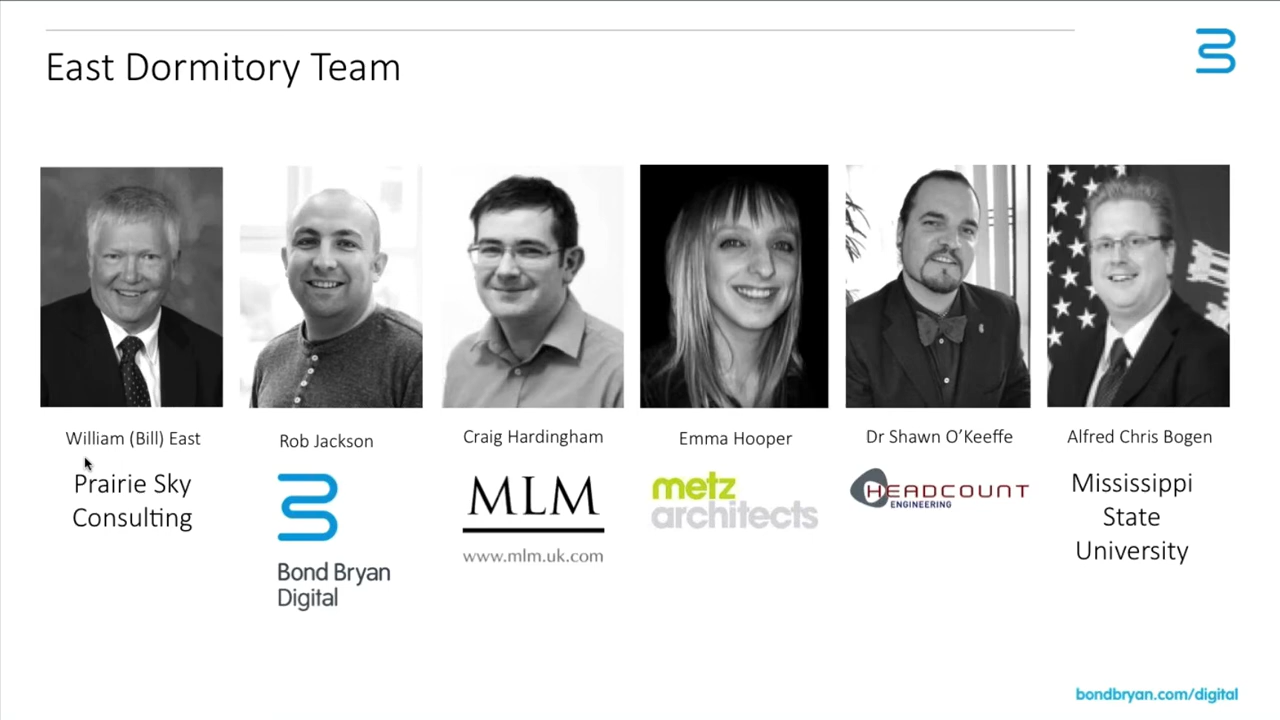 East Dormitory Team
William (Bill) East
Rob Jackson
Craig Hardingham
Emma Hooper
Dr Shawn O'Keeffe
Alfred Chris Bogen
Prairie Sky
Consulting
Bond Bryan
Digital
MLM
www.mlm.uk.com
metz
architects
HEADCOUNT
ENGINEERING
Mississippi
State
University
bondbryan.com/digital